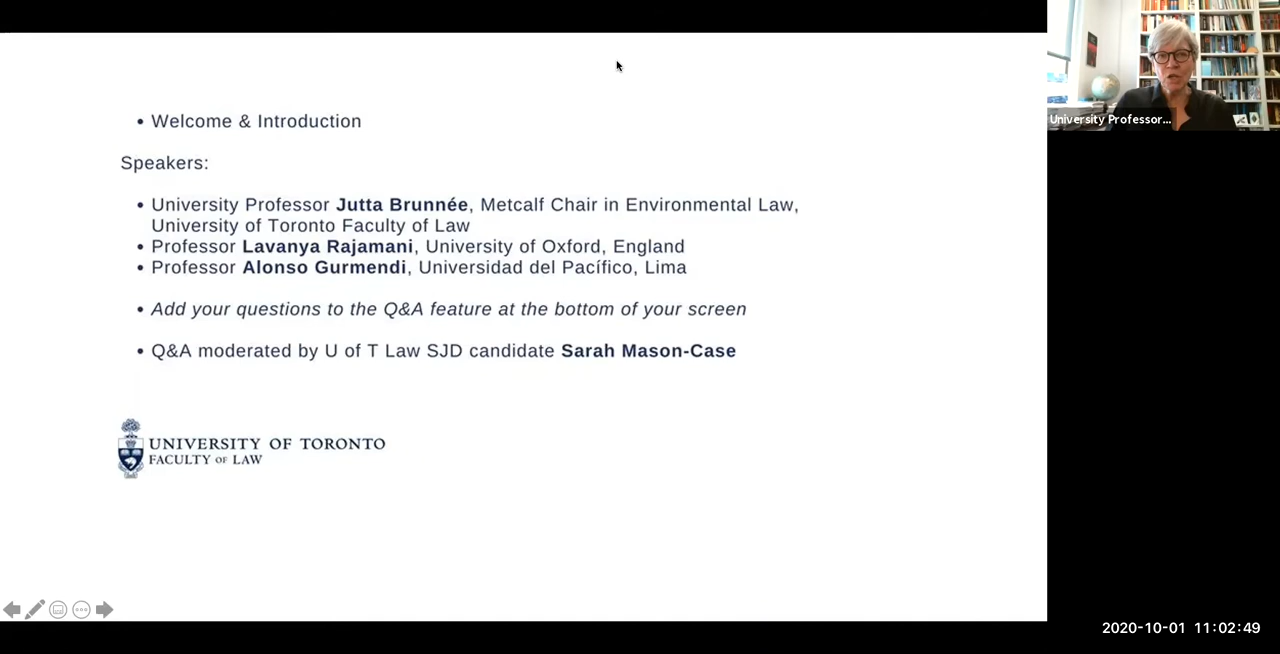 • Welcome & Introduction
Speakers:
• University Professor Jutta Brunnée, Metcalf Chair in Environmental Law,
University of Toronto Faculty of Law
• Professor Lavanya Rajamani, University of Oxford, England
• Professor Alonso Gurmendi, Universidad del Pacífico, Lima
• Add your questions to the Q&A feature at the bottom of your screen
• Q&A moderated by U of T Law SJD candidate Sarah Mason-Case
UNIVERSITY OF TORONTO
FACULTY OF LAW
University Professor...
2020-10-01 11:02:49